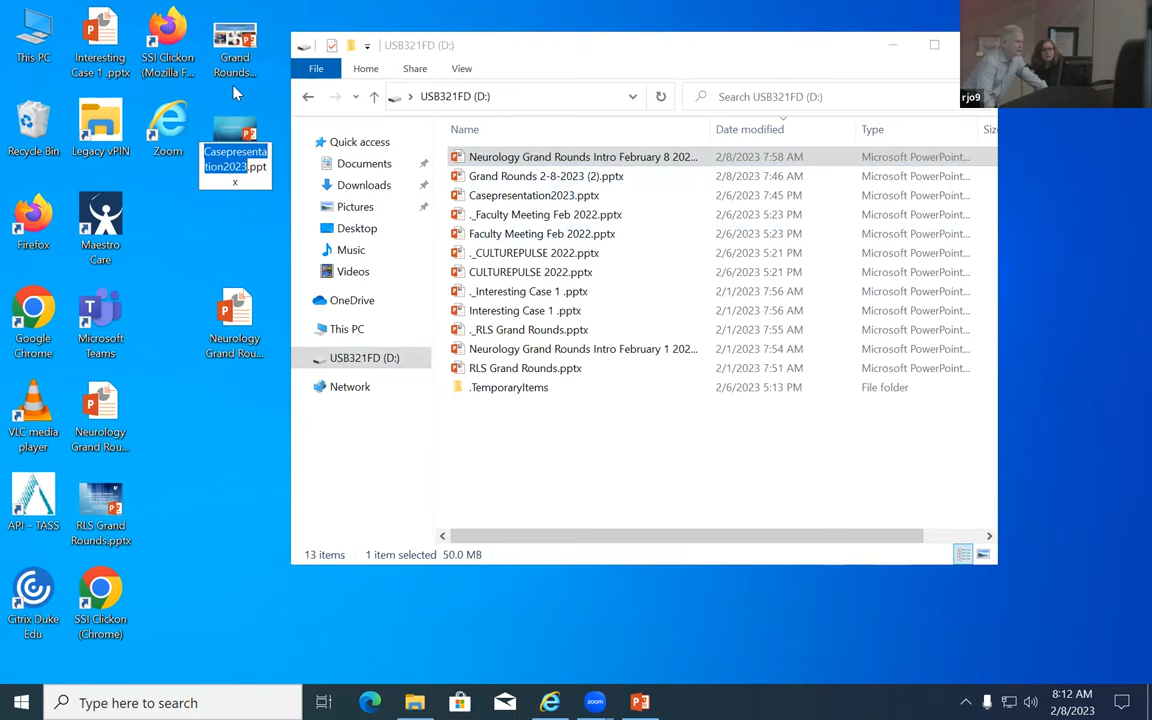 This PC
Interesting
Case 1 .pptx
SSI Clickon
(Mozilla F...
Grand
Rounds...
Recycle Bin
Legacy vPIN
Zoom
Casepresenta
tion2023.ppt
x
Firefox
Maestro
Care
Google
Chrome
Microsoft
Teams
Neurology
Grand Rou...
VLC media
player
Neurology
Grand Rou...
API – TASS
RLS Grand
Rounds.pptx
Citrix Duke
Edu
SSI Clickon
(Chrome)
USB321FD (D:)
File Home Share View
USB321FD (D:)
Search USB321FD (D:)
Quick access
Documents
Downloads
Pictures
Desktop
Music
Videos
OneDrive
This PC
USB321FD (D:)
Network
Name Date modified Type Siz
Neurology Grand Rounds Intro February 8 202... 2/8/2023 7:58 AM Microsoft PowerPoint...
Grand Rounds 2-8-2023 (2).pptx 2/8/2023 7:46 AM Microsoft PowerPoint...
Casepresentation2023.pptx 2/6/2023 7:45 PM Microsoft PowerPoint...
._Faculty Meeting Feb 2022.pptx 2/6/2023 5:23 PM Microsoft PowerPoint...
Faculty Meeting Feb 2022.pptx 2/6/2023 5:23 PM Microsoft PowerPoint...
._CULTUREPULSE 2022.pptx 2/6/2023 5:21 PM Microsoft PowerPoint...
CULTUREPULSE 2022.pptx 2/6/2023 5:21 PM Microsoft PowerPoint...
._Interesting Case 1 .pptx 2/1/2023 7:56 AM Microsoft PowerPoint...
Interesting Case 1 .pptx 2/1/2023 7:56 AM Microsoft PowerPoint...
._RLS Grand Rounds.pptx 2/1/2023 7:55 AM Microsoft PowerPoint...
Neurology Grand Rounds Intro February 1 202... 2/1/2023 7:54 AM Microsoft PowerPoint...
RLS Grand Rounds.pptx 2/1/2023 7:51 AM Microsoft PowerPoint...
.TemporaryItems 2/6/2023 5:13 PM File folder
13 items 1 item selected 50.0 MB
rjo9
Type here to search
zoom
8:12 AM
2/8/2023